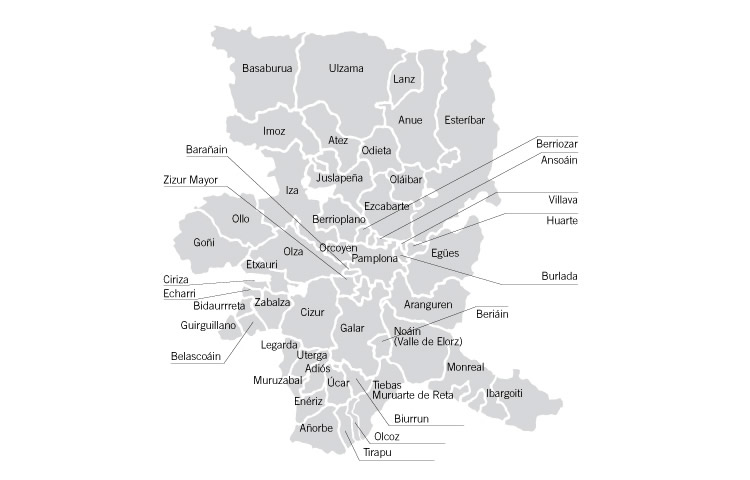 Basaburua
Ulzama
Lanz
Anue
Esteríbar
Imoz
Atez
Odieta
Berriozar
Barañain
Ansoáin
Juslapeña
Oláibar
Zizur Mayor
Iza
Villava
Ezcabarte
Ollo
Berrioplano
Huarte
Goñi
Olza
Orcoyen
Pamplona
Egües
Etxauri
Ciriza
Burlada
Echarri
Bidaurrreta
Zabalza
Aranguren
Cizur
Beriáin
Guirguillano
Galar
Noáin
(Valle de Elorz)
Legarda
Belascoáin
Uterga
Adiós
Monreal
Muruzabal
Úcar
Tiebas
Muruarte de Reta
Ibargoiti
Enériz
Biurrun
Añorbe
Olcoz
Tirapu